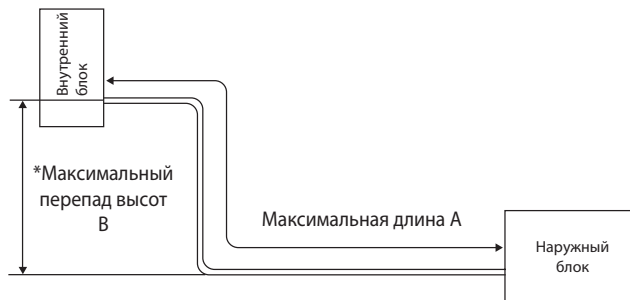 Внутренний
блок
*Максимальный
перепад высот
B
Максимальная длина A
Наружный
блок